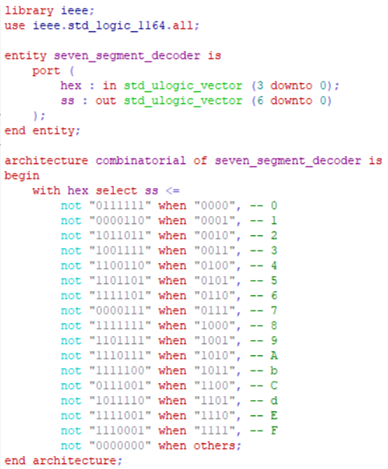 library ieee;
use ieee.std_logic_1164.all;
entity seven_segment_decoder is
port (
hex : in std_ulogic_vector (3 downto 0);
ss : out std_ulogic_vector (6 downto 0)
);
end entity;
architecture combinatorial of seven_segment_decoder is
begin
with hex select ss <=
not "0111111" when "0000", -- 0
not "0000110" when "0001", -- 1
not "1011011" when "0010", -- 2
not "1001111" when "0011", -- 3
not "1100110" when "0100", -- 4
not "1101101" when "0101", -- 5
not "1111101" when "0110", -- 6
not "0000111" when "0111", -- 7
not "1111111" when "1000", -- 8
not "1101111" when "1001", -- 9
not "1110111" when "1010", -- A
not "1111100" when "1011", -- b
not "0111001" when "1100", -- C
not "1011110" when "1101", -- d
not "1111001" when "1110", -- E
not "1110001" when "1111", -- F
not "0000000" when others;
end architecture;